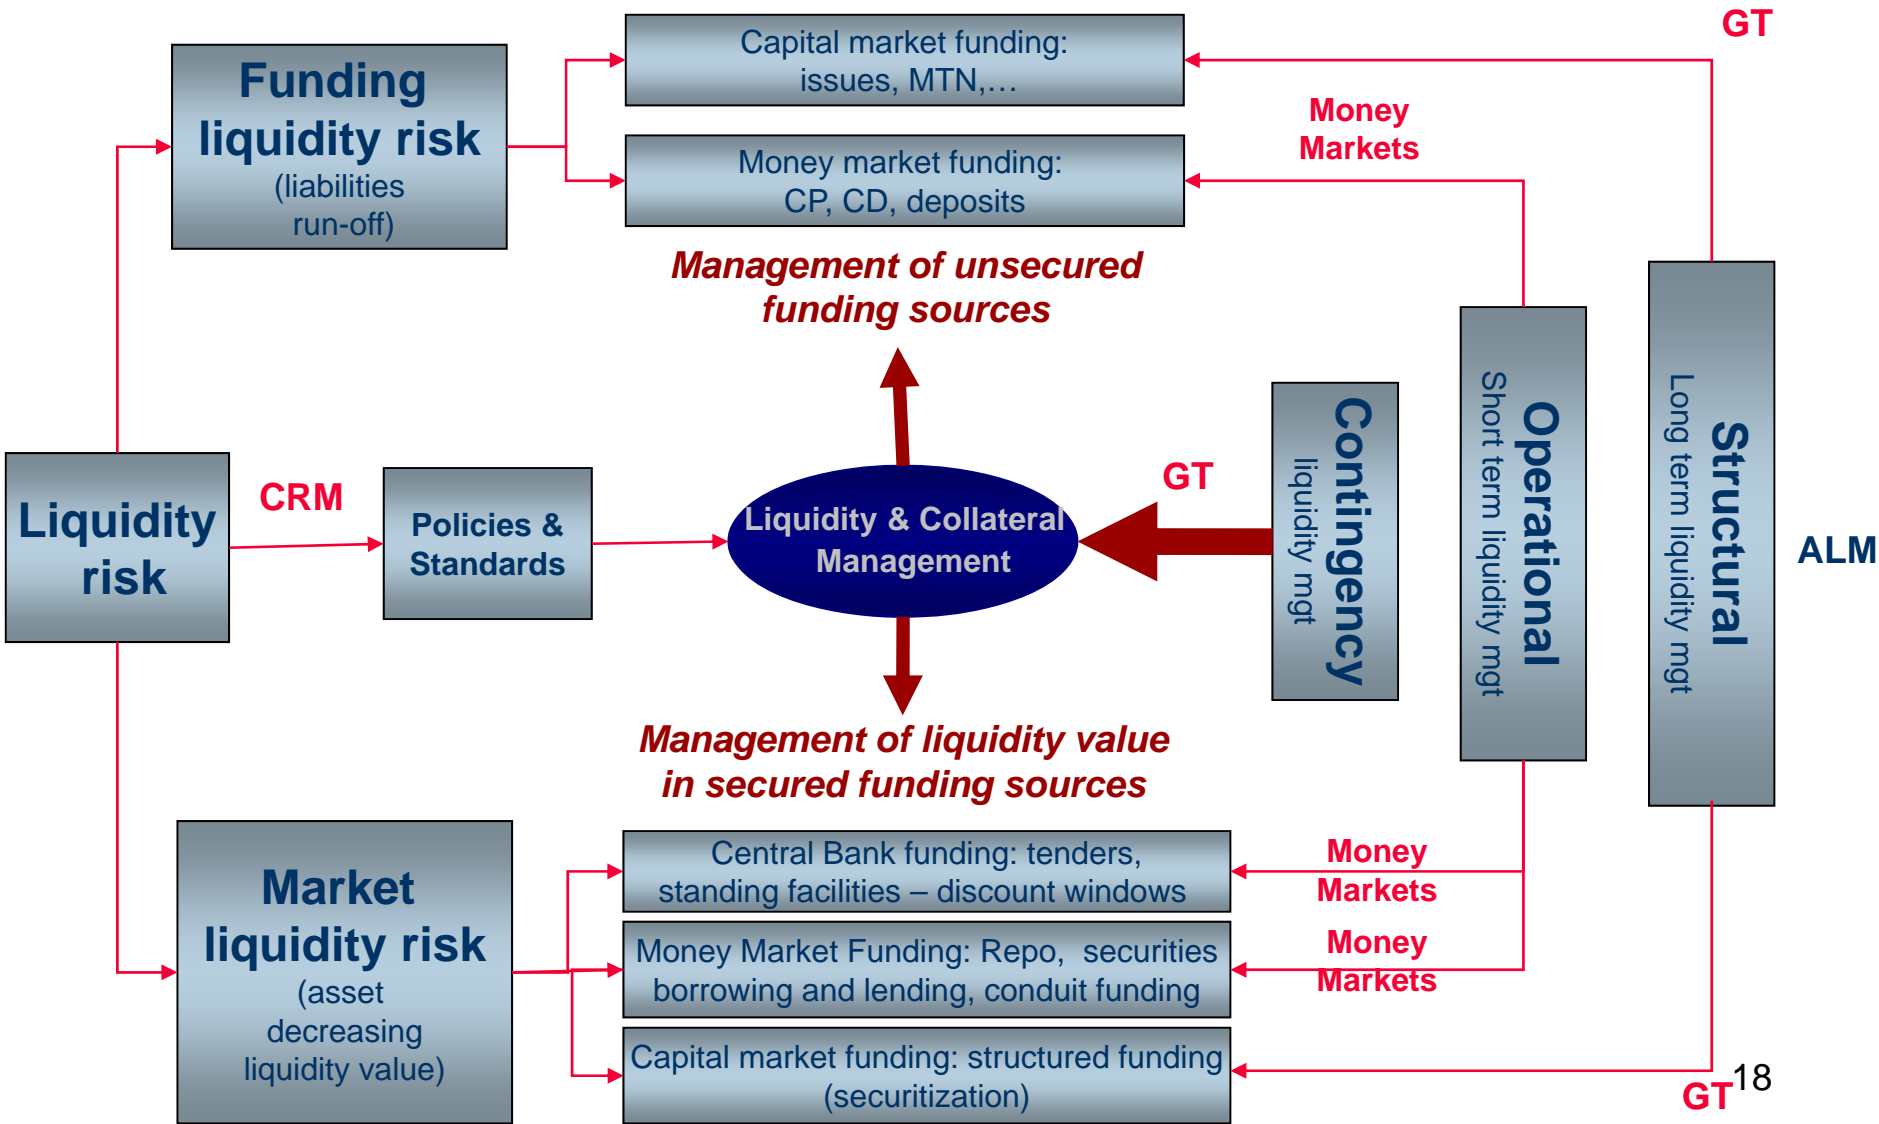 GT
Capital market funding:
issues, MTN,…
Funding
liquidity risk
(liabilities
run-off)
Money
Markets
Money market funding:
CP, CD, deposits
Management of unsecured
funding sources
Liquidity
risk
CRM
Policies &
Standards
Liquidity & Collateral
Management
GT
Contingency
liquidity mgt
Operational
Short term liquidity mgt
Structural
Long term liquidity mgt
ALM
Management of liquidity value
in secured funding sources
Market
liquidity risk
(asset
decreasing
liquidity value)
Central Bank funding: tenders,
standing facilities – discount windows
Money
Markets
Money Market Funding: Repo,  securities
borrowing and lending, conduit funding
Money
Markets
Capital market funding: structured funding
(securitization)
GT
18